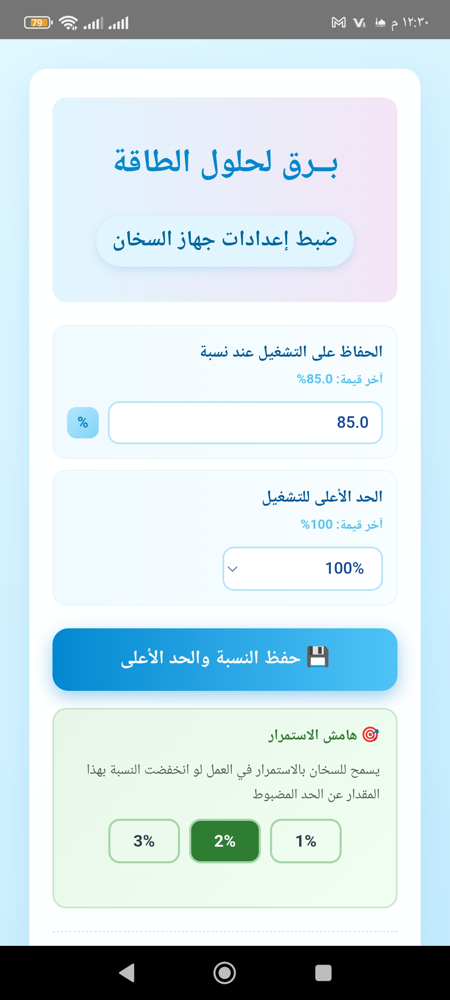 ١٢:٣٠ م
79
بــرق لحلول الطاقة
ضبط إعدادات جهاز السخان
الحفاظ على التشغيل عند نسبة
آخر قيمة: 85.0%
85.0
%
الحد الأعلى للتشغيل
آخر قيمة: 100%
100%
💾 حفظ النسبة والحد الأعلى
🎯 هامش الاستمرار
يسمح للسخان بالاستمرار في العمل لو انخفضت النسبة بهذا
المقدار عن الحد المضبوط
1% 2% 3%